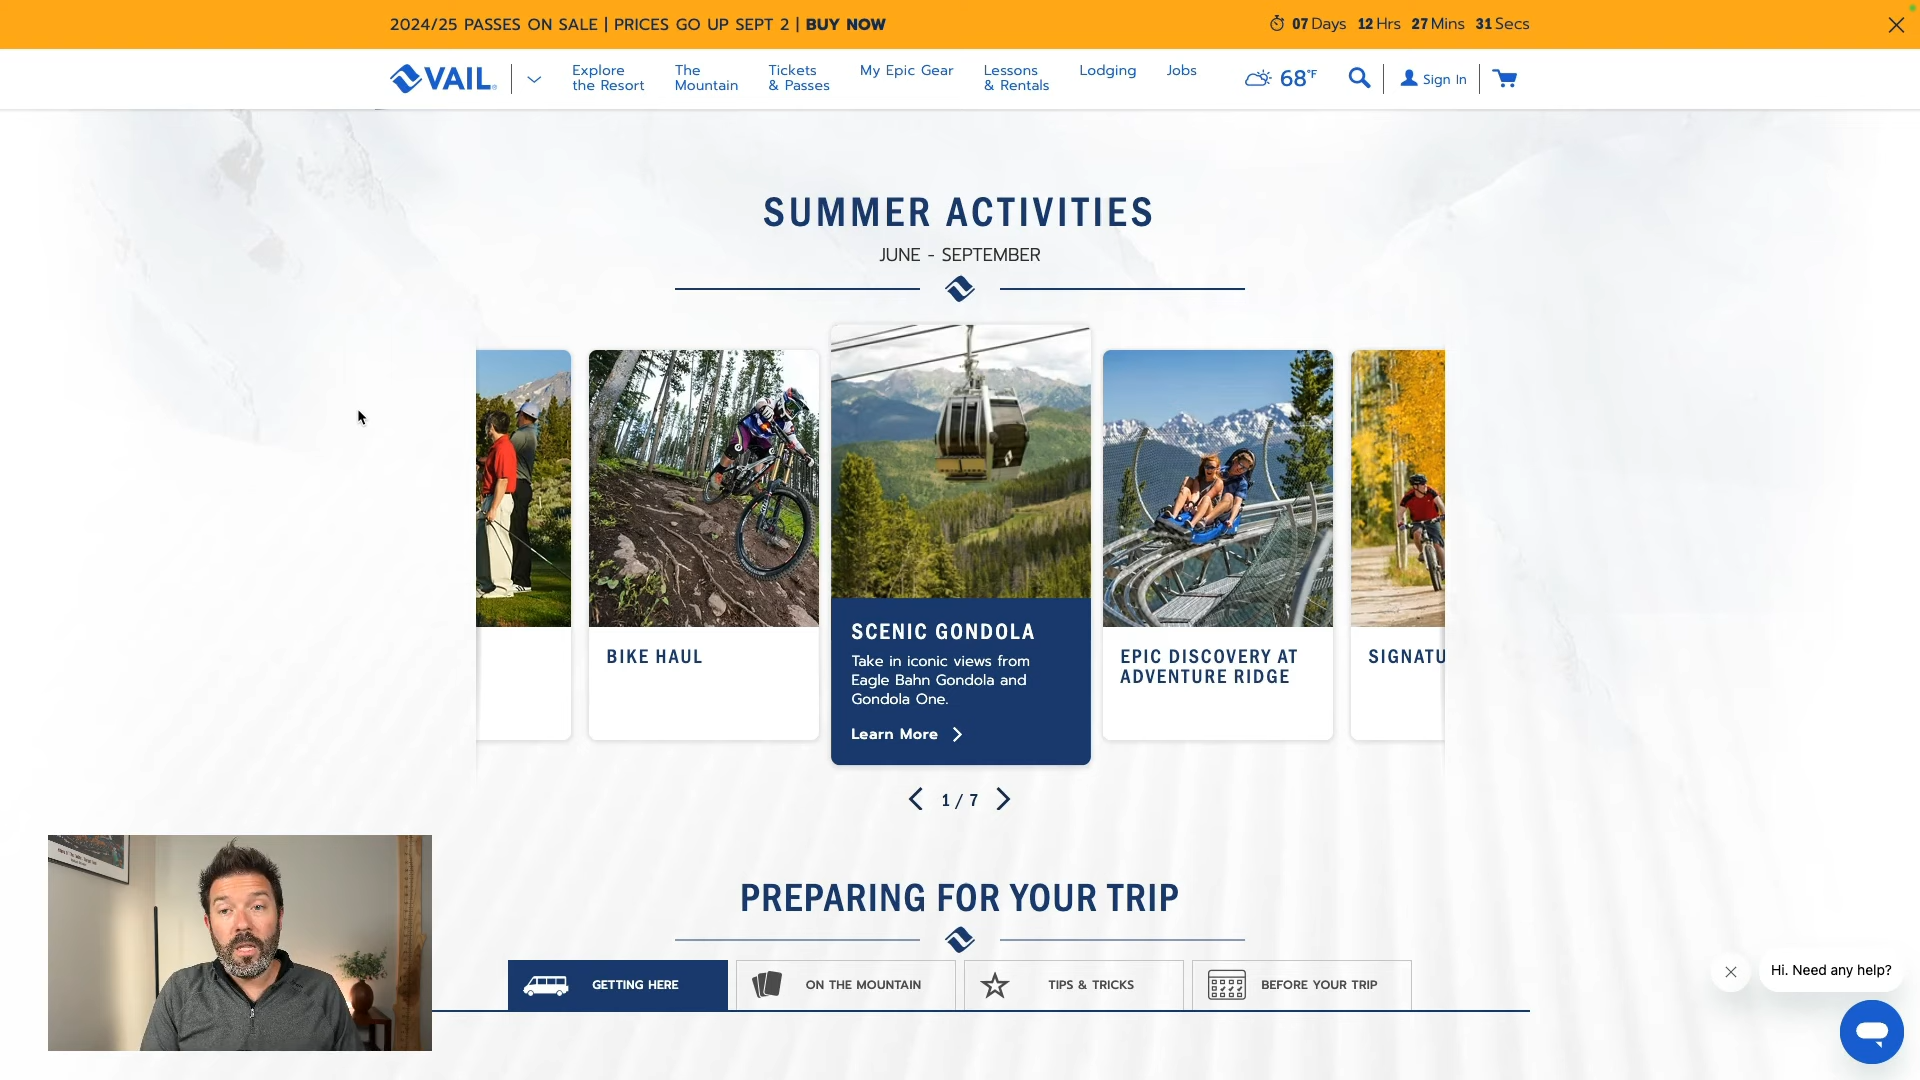 2024/25 PASSES ON SALE | PRICES GO UP SEPT 2 | BUY NOW
07 Days 12 Hrs 27 Mins 31 Secs
VAIL
Explore
the Resort
The
Mountain
Tickets
& Passes
My Epic Gear
Lessons
& Rentals
Lodging
Jobs
68°F
Sign In
SUMMER ACTIVITIES
JUNE - SEPTEMBER
BIKE HAUL
SCENIC GONDOLA
Take in iconic views from
Eagle Bahn Gondola and
Gondola One.
Learn More
EPIC DISCOVERY AT
ADVENTURE RIDGE
SIGNATU
1 / 7
PREPARING FOR YOUR TRIP
GETTING HERE
ON THE MOUNTAIN
TIPS & TRICKS
BEFORE YOUR TRIP
Hi. Need any help?